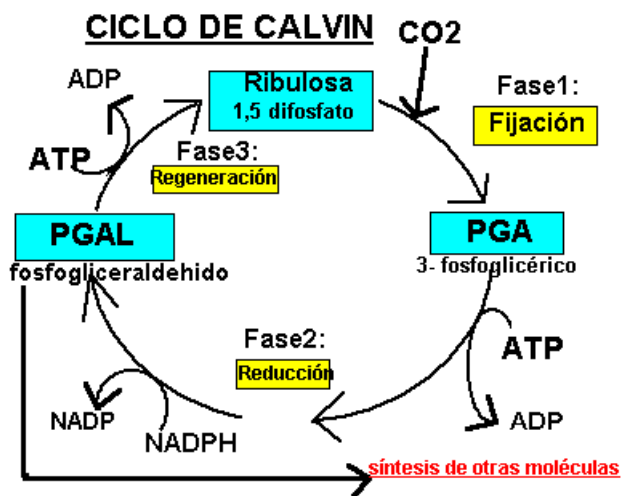 CICLO DE CALVIN
CO2
Ribulosa
1,5 difosfato
Fase1:
Fijación
ADP
ATP
Fase3:
Regeneración
PGAL
fosfogliceraldehido
PGA
3- fosfoglicérico
Fase2:
Reducción
ATP
ADP
NADP
NADPH
síntesis de otras moléculas